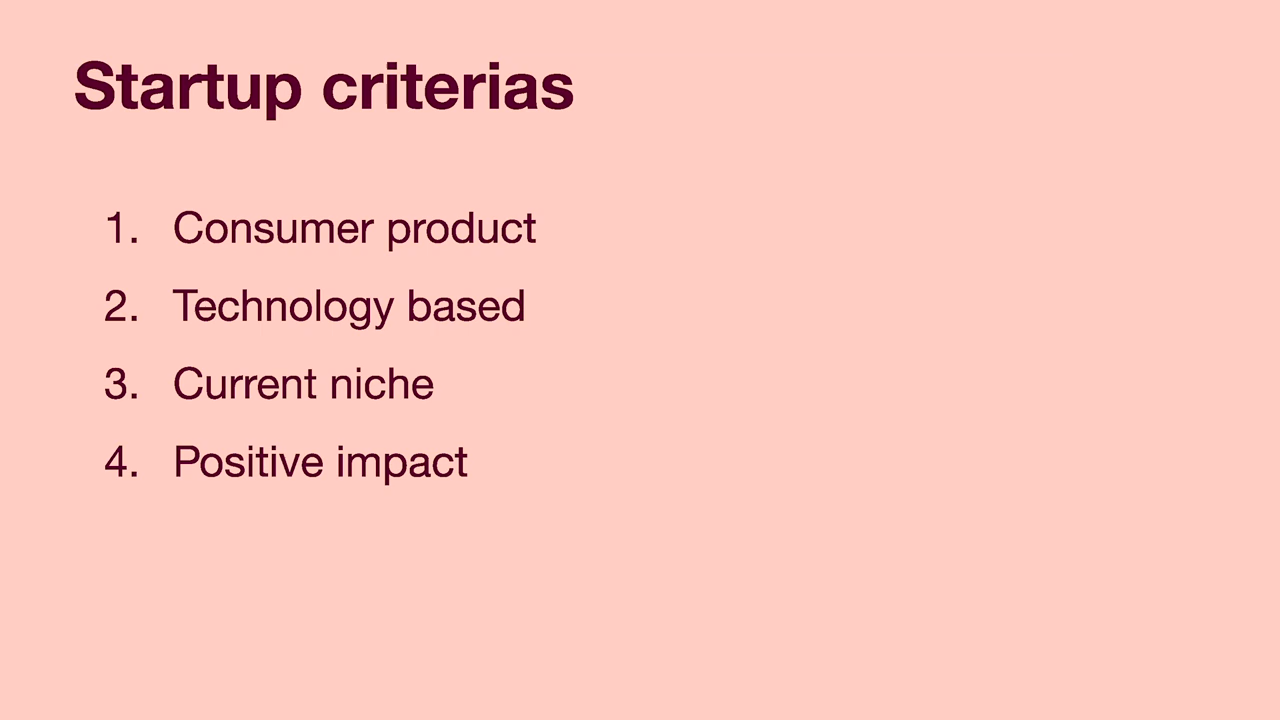 Startup criterias
1. Consumer product
2. Technology based
3. Current niche
4. Positive impact